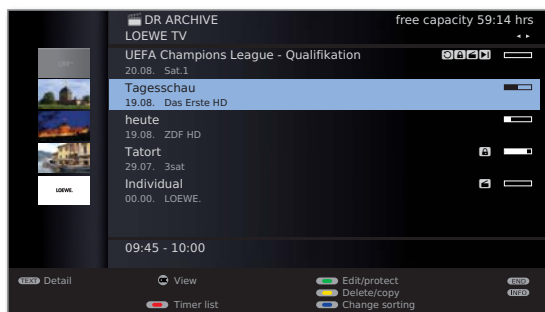 DR ARCHIVE
free capacity 59:14 hrs
LOEWE TV
UEFA Champions League - Qualifikation
20.08. Sat.1
Tagesschau
19.08. Das Erste HD
heute
19.08. ZDF HD
Tatort
29.07. 3sat
Individual
00.00. LOEWE.
LOEWE.
09:45 - 10:00
TEXT Detail
OK View
Edit/protect
END
Delete/copy
INFO
Timer list
Change sorting